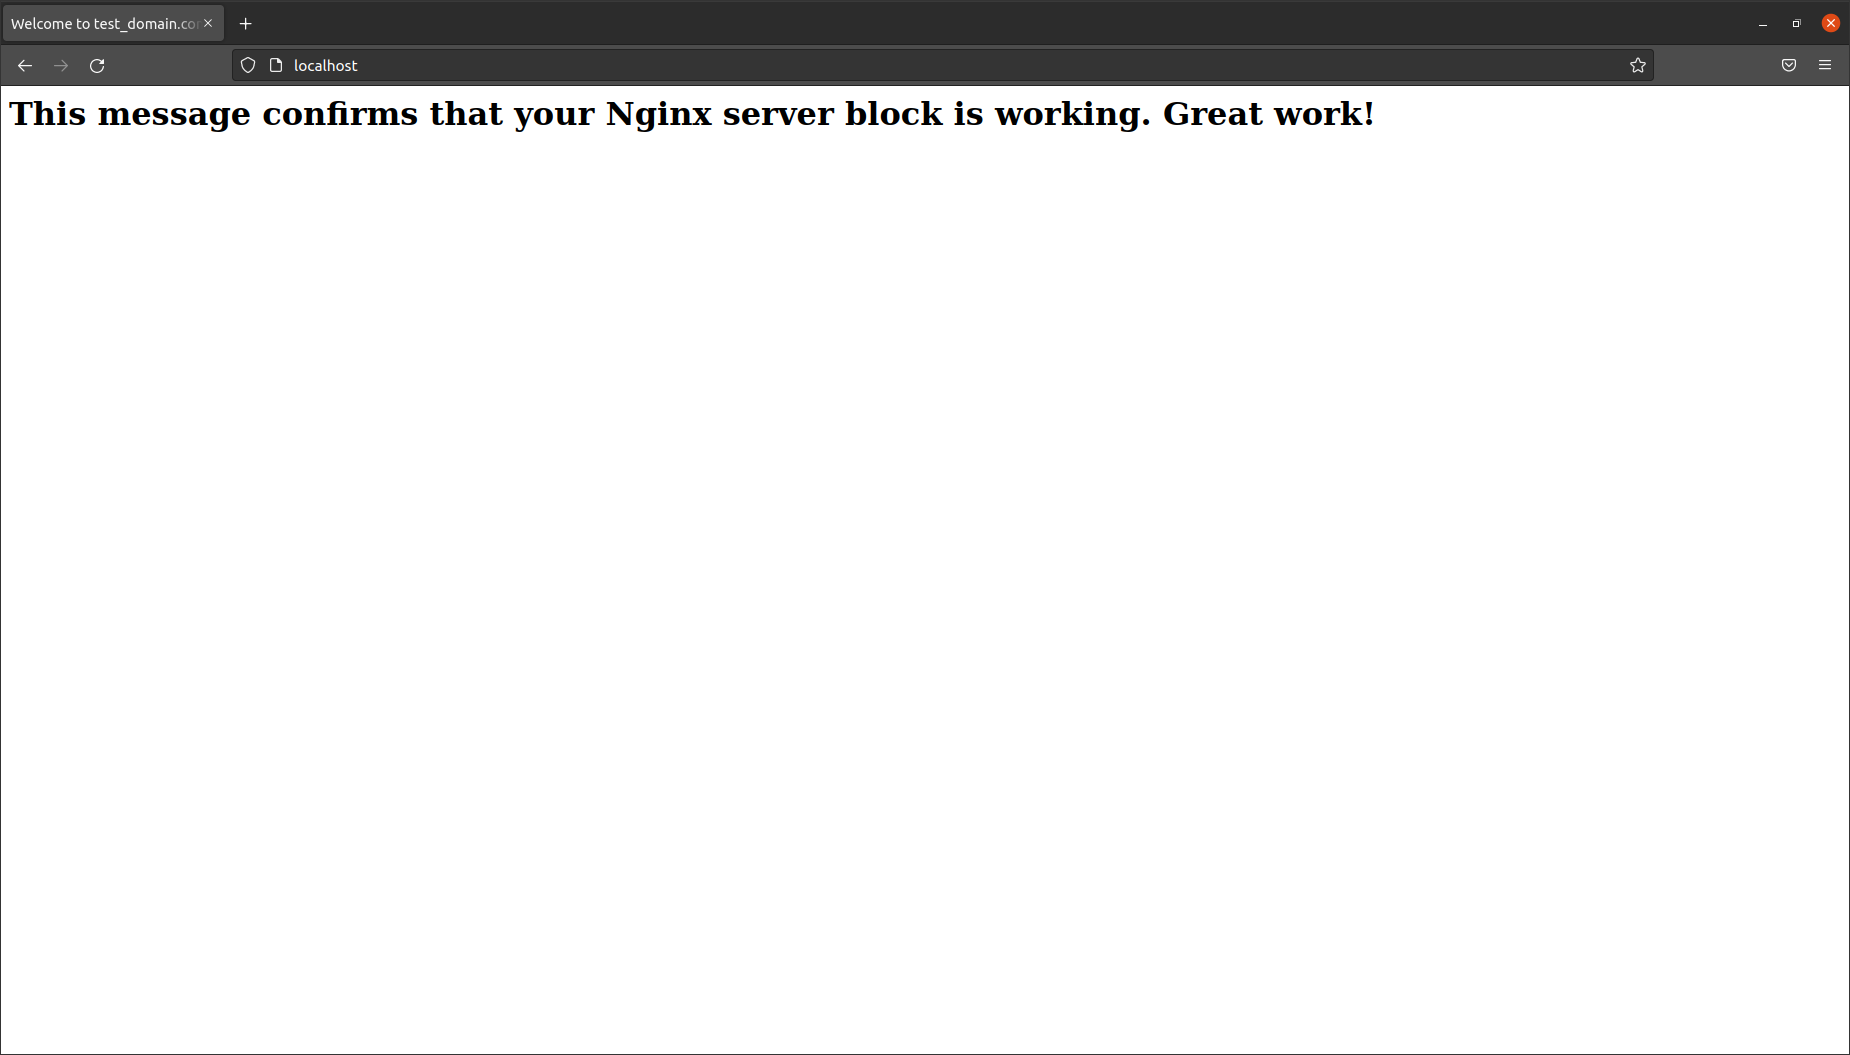 Welcome to test_domain.co
localhost
This message confirms that your Nginx server block is working. Great work!